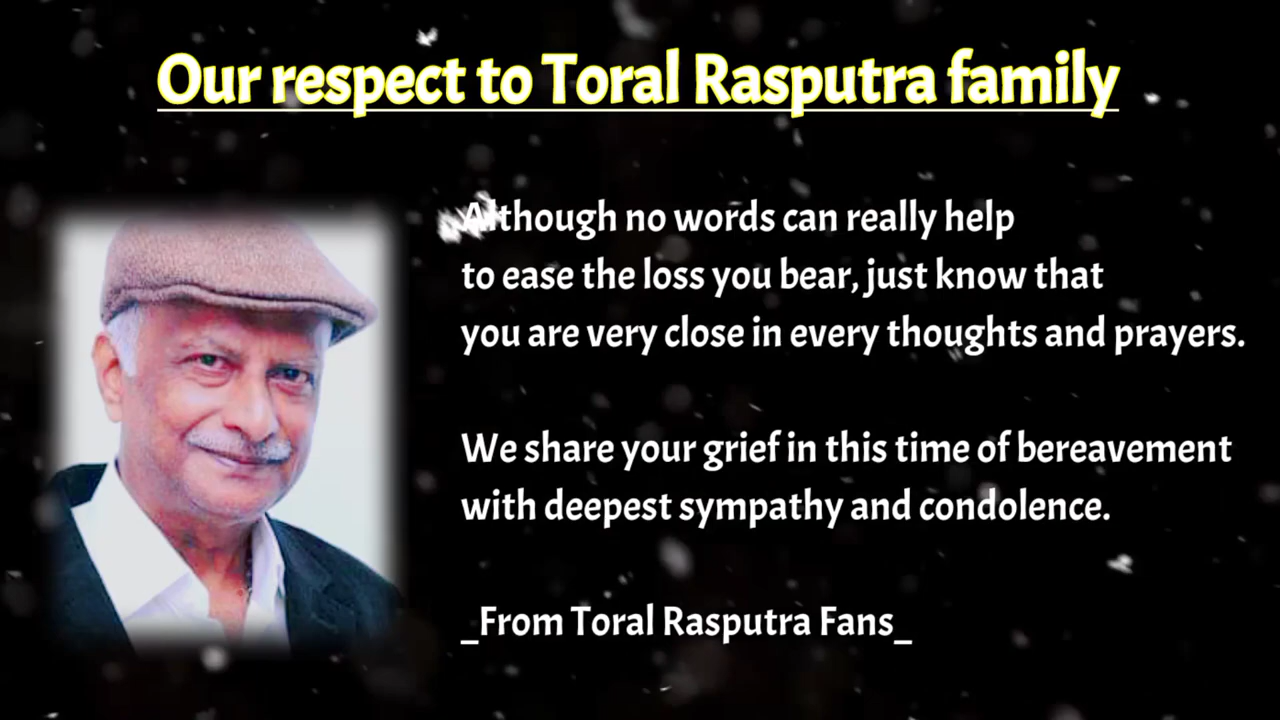 Our respect to Toral Rasputra family
Although no words can really help
to ease the loss you bear, just know that
you are very close in every thoughts and prayers.
We share your grief in this time of bereavement
with deepest sympathy and condolence.
_From Toral Rasputra Fans_